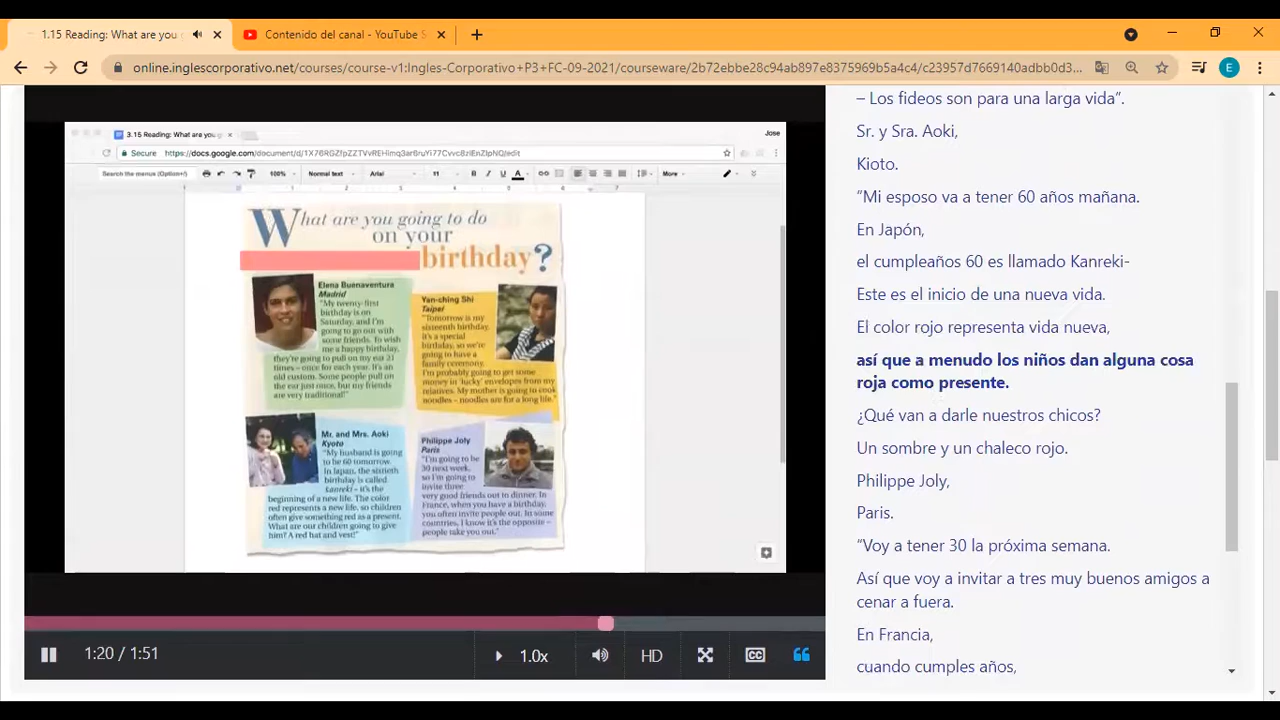 1.15 Reading: What are you
Contenido del canal - YouTube S
online.inglescorporativo.net/courses/course-v1:Ingles-Corporativo+P3+FC-09-2021/courseware/2b72ebbe28c94ab897e8375969b5a4c4/c23957d7669140adbb0d3...
E
3.15 Reading: What are you g
Jose
Secure
Search the menus (Option+/)
100%
Normal text
Arial
11
B I U A
More
What are you going to do
on your
birthday?
Elena Buenaventura
Madrid
"My twenty-first
birthday is on
Saturday, and I'm
going to go out with
some friends. To wish
me a happy birthday,
they're going to pull on my ear 21
times – once for each year. It's an
old custom. Some people pull on
the ear just once, but my friends
are very traditional!"
Yan-ching Shi
Taipei
"Tomorrow is my
sixteenth birthday.
It's a special
birthday, so we're
going to have a
family ceremony.
I'm probably going to get some
money in 'lucky' envelopes from my
relatives. My mother is going to cook
noodles – noodles are for a long life."
Mr. and Mrs. Aoki
Kyoto
"My husband is going
to be 60 tomorrow.
In Japan, the sixtieth
birthday is called
kanreki – it's the
beginning of a new life. The color
red represents a new life, so children
often give something red as a present.
What are our children going to give
him? A red hat and vest!"
Philippe Joly
Paris
"I'm going to be
30 next week,
so I'm going to
invite three
very good friends out to dinner. In
France, when you have a birthday,
you often invite people out. In some
countries, I know it's the opposite –
people take you out."
1:20 / 1:51
1.0x
HD
CC
– Los fideos son para una larga vida”.
Sr. y Sra. Aoki,
Kioto.
“Mi esposo va a tener 60 años mañana.
En Japón,
el cumpleaños 60 es llamado Kanreki-
Este es el inicio de una nueva vida.
El color rojo representa vida nueva,
así que a menudo los niños dan alguna cosa
roja como presente.
¿Qué van a darle nuestros chicos?
Un sombre y un chaleco rojo.
Philippe Joly,
Paris.
“Voy a tener 30 la próxima semana.
Así que voy a invitar a tres muy buenos amigos a
cenar a fuera.
En Francia,
cuando cumples años,